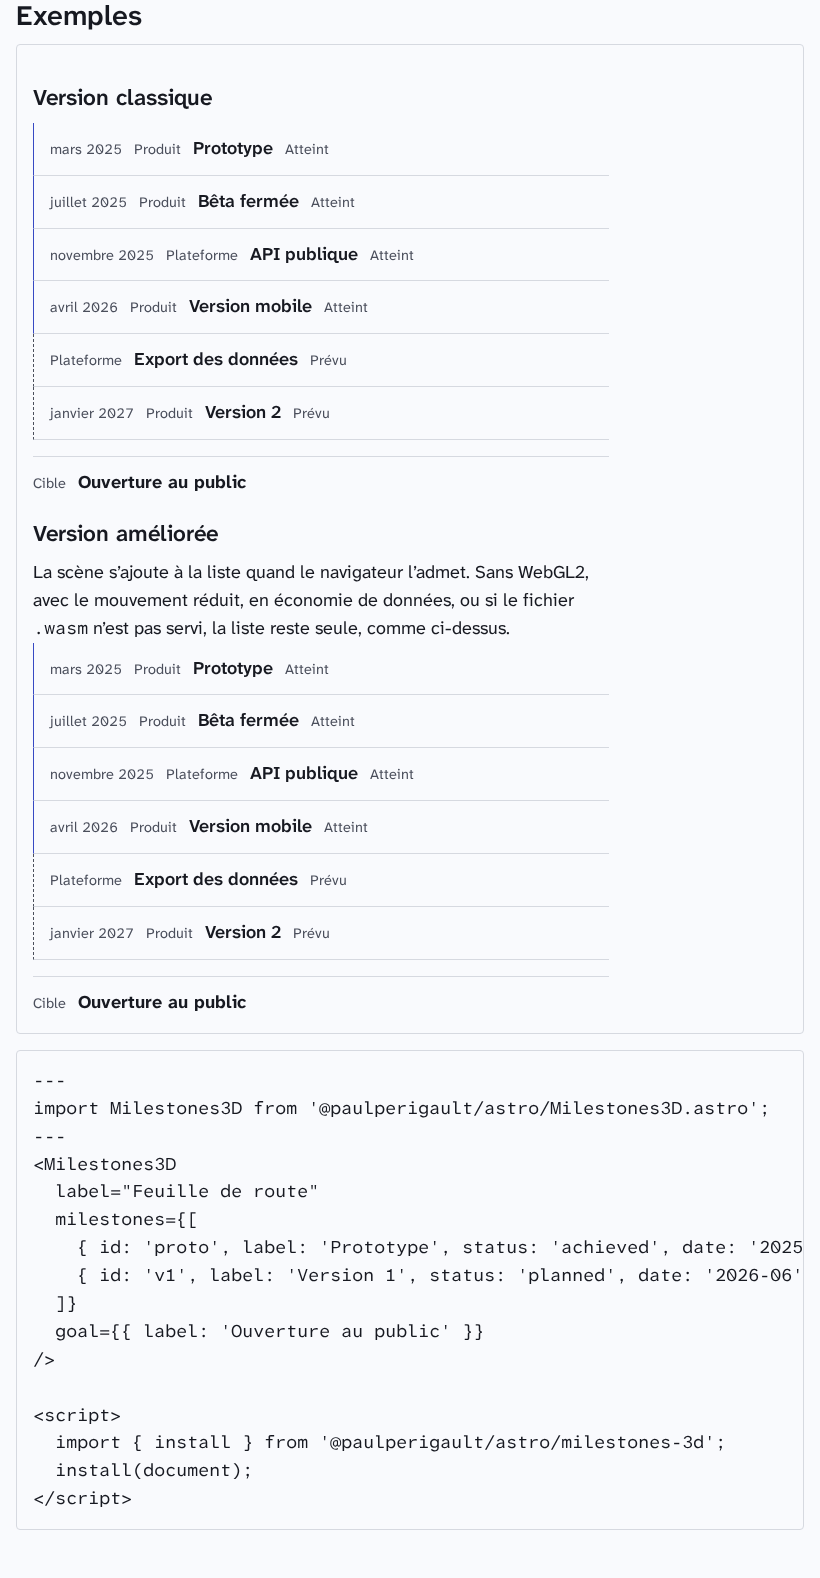 Exemples
Version classique
mars 2025 Produit Prototype Atteint
juillet 2025 Produit Bêta fermée Atteint
novembre 2025 Plateforme API publique Atteint
avril 2026 Produit Version mobile Atteint
Plateforme Export des données Prévu
janvier 2027 Produit Version 2 Prévu
Cible Ouverture au public
Version améliorée
La scène s’ajoute à la liste quand le navigateur l’admet. Sans WebGL2,
avec le mouvement réduit, en économie de données, ou si le fichier
.wasm n’est pas servi, la liste reste seule, comme ci-dessus.
mars 2025 Produit Prototype Atteint
juillet 2025 Produit Bêta fermée Atteint
novembre 2025 Plateforme API publique Atteint
avril 2026 Produit Version mobile Atteint
Plateforme Export des données Prévu
janvier 2027 Produit Version 2 Prévu
Cible Ouverture au public
---
import Milestones3D from '@paulperigault/astro/Milestones3D.astro';
---
<Milestones3D
  label="Feuille de route"
  milestones={[
    { id: 'proto', label: 'Prototype', status: 'achieved', date: '2025
    { id: 'v1', label: 'Version 1', status: 'planned', date: '2026-06'
  ]}
  goal={{ label: 'Ouverture au public' }}
/>

<script>
  import { install } from '@paulperigault/astro/milestones-3d';
  install(document);
</script>